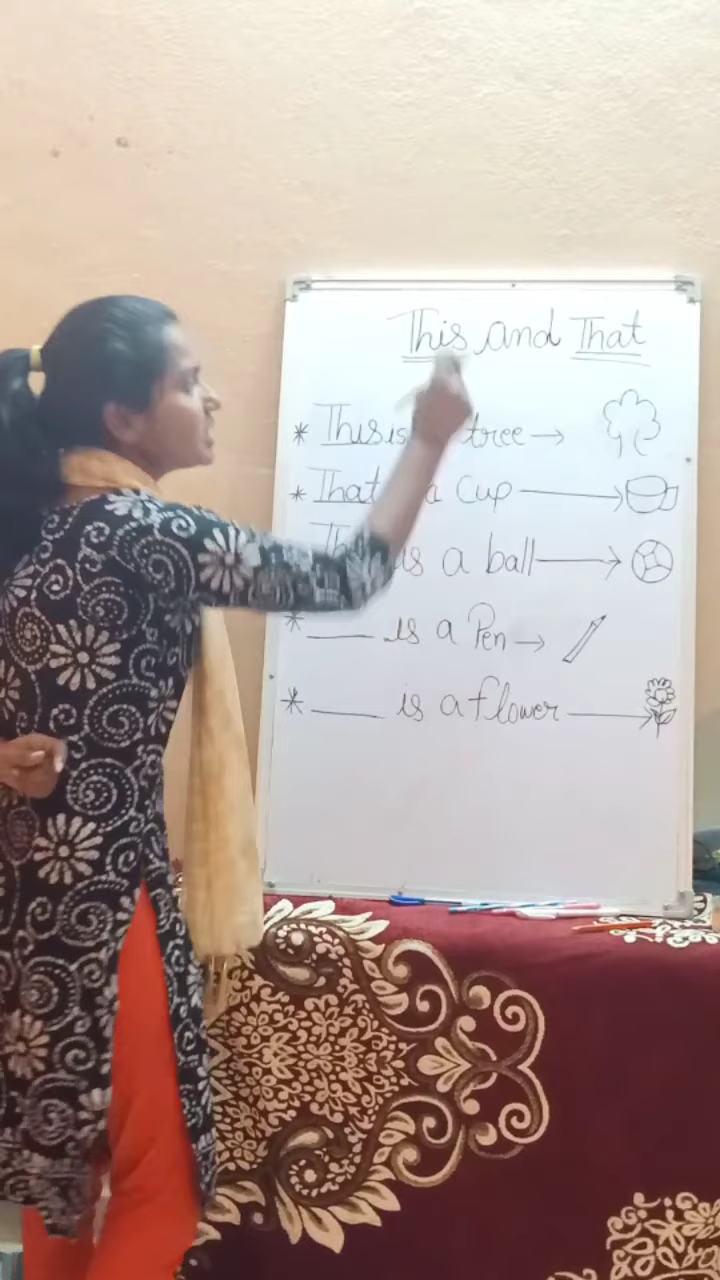 This and That
* This is tree →
* That a Cup →
is a ball →
* ___ is a Pen →
* ___ is a flower →